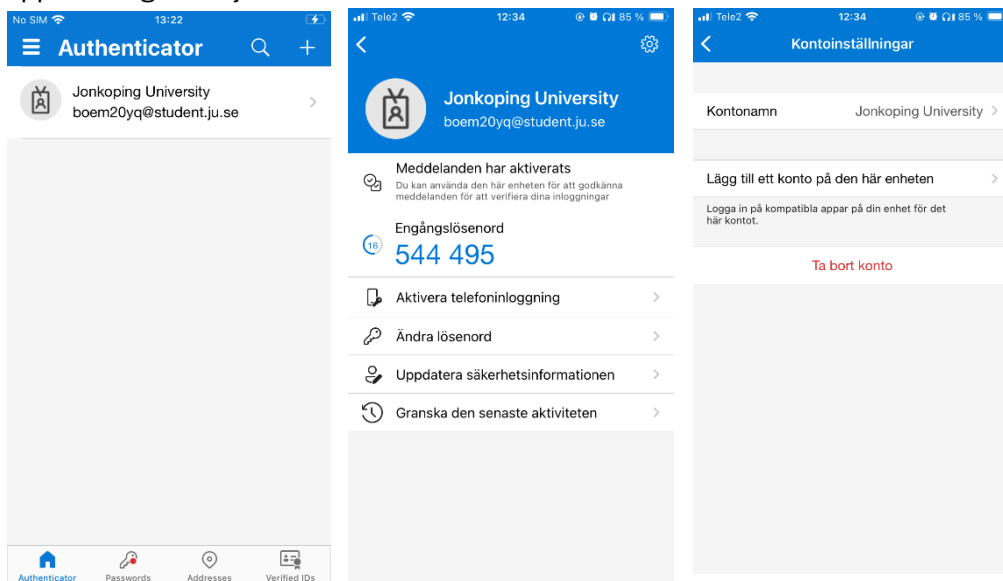 No SIM 13:22
Authenticator
Jonkoping University
boem20yq@student.ju.se
Authenticator Passwords Addresses Verified IDs
Tele2 12:34 85 %
Jonkoping University
boem20yq@student.ju.se
Meddelanden har aktiverats
Du kan använda den här enheten för att godkänna
meddelanden för att verifiera dina inloggningar
Engångslösenord
16
544 495
Aktivera telefoninloggning
Ändra lösenord
Uppdatera säkerhetsinformationen
Granska den senaste aktiviteten
Tele2 12:34 85 %
Kontoinställningar
Kontonamn Jonkoping University
Lägg till ett konto på den här enheten
Logga in på kompatibla appar på din enhet för det
här kontot.
Ta bort konto